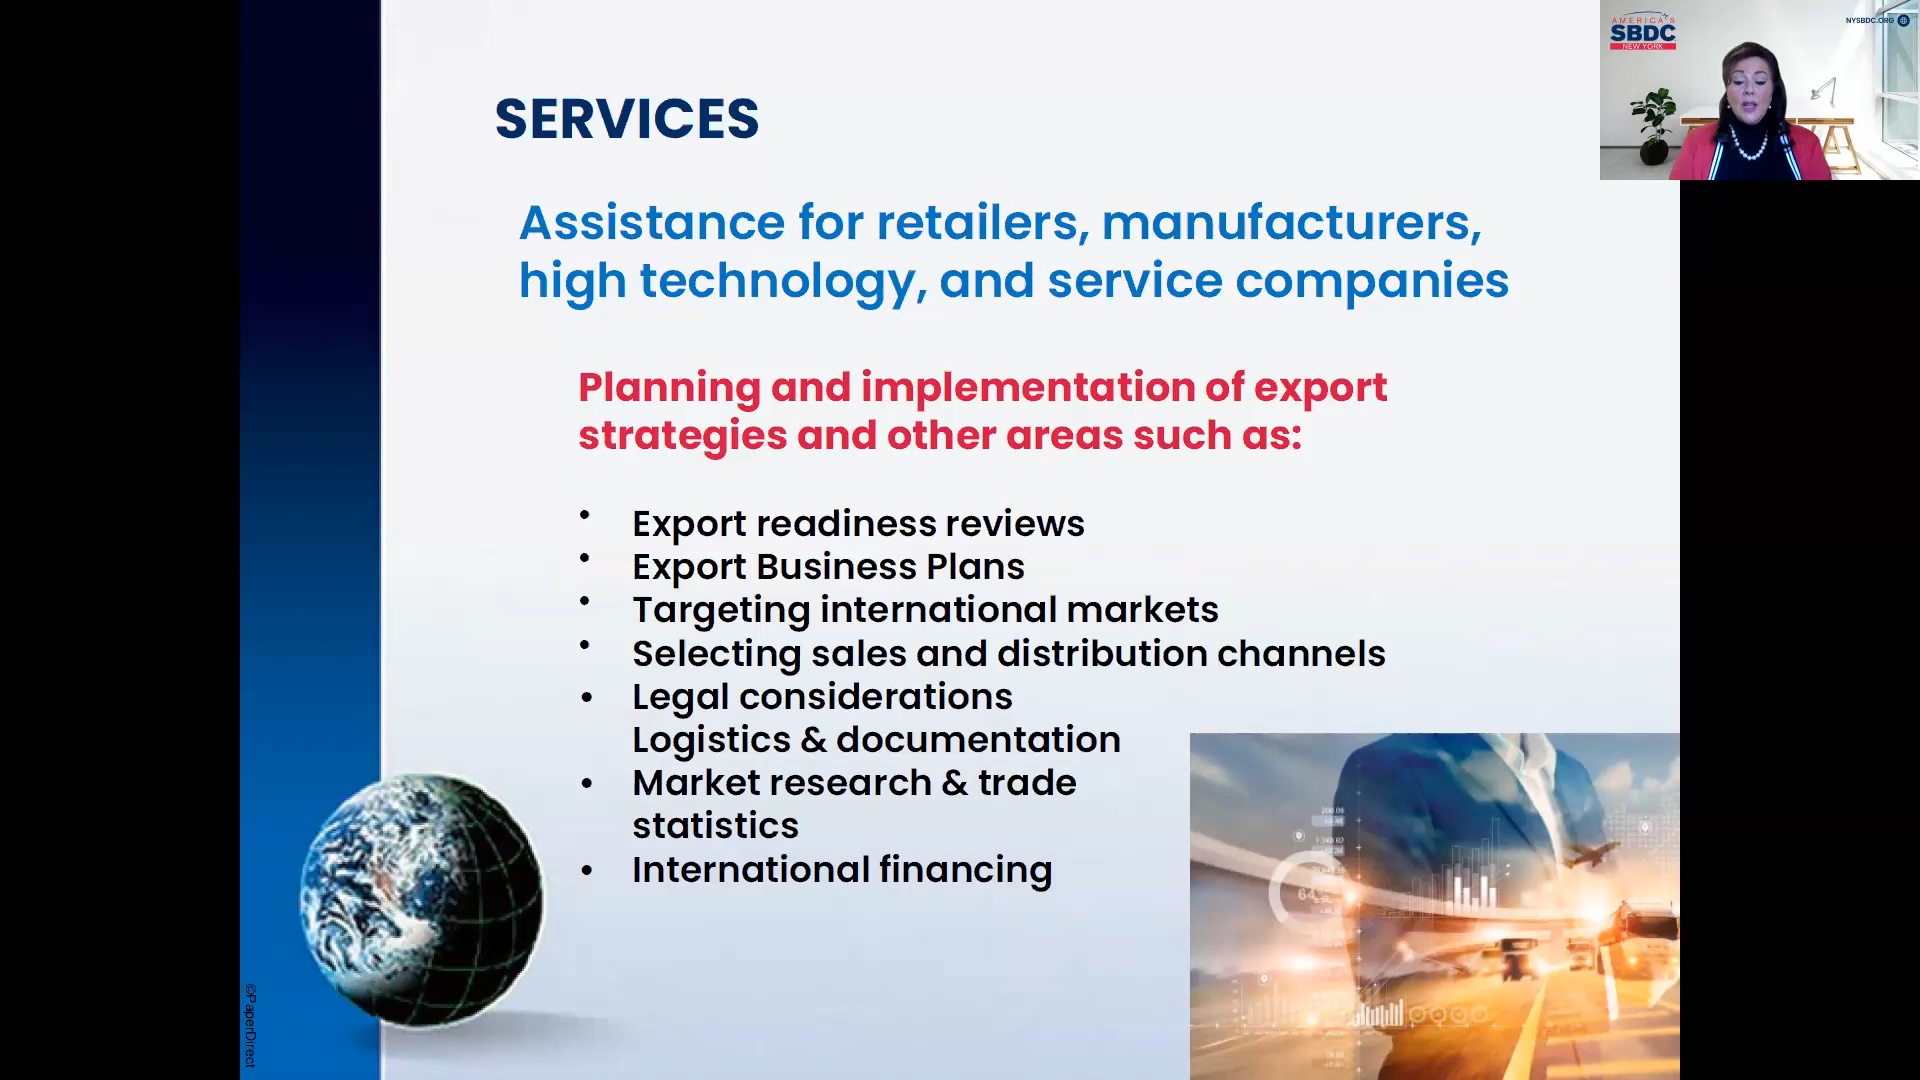 AMERICA'S
SBDC
NEW YORK
NYSBDC.ORG
SERVICES
Assistance for retailers, manufacturers,
high technology, and service companies
Planning and implementation of export
strategies and other areas such as:
• Export readiness reviews
• Export Business Plans
• Targeting international markets
• Selecting sales and distribution channels
• Legal considerations
Logistics & documentation
• Market research & trade
statistics
• International financing
64
©PaperDirect